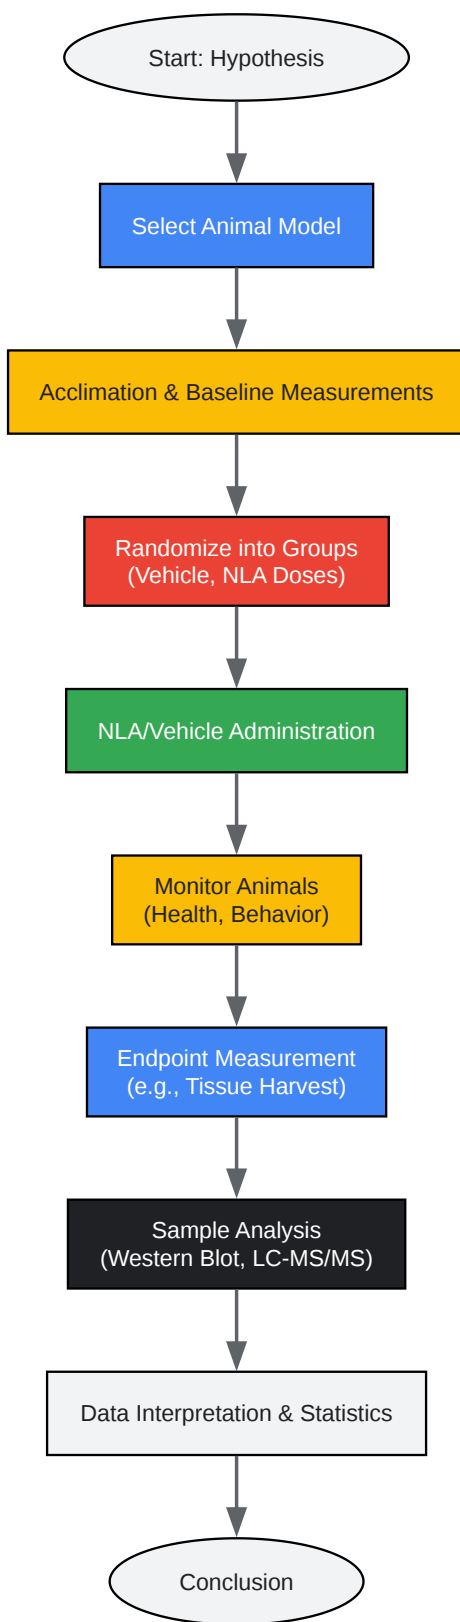 Start: Hypothesis
Select Animal Model
Acclimation & Baseline Measurements
Randomize into Groups
(Vehicle, NLA Doses)
NLA/Vehicle Administration
Monitor Animals
(Health, Behavior)
Endpoint Measurement
(e.g., Tissue Harvest)
Sample Analysis
(Western Blot, LC-MS/MS)
Data Interpretation & Statistics
Conclusion